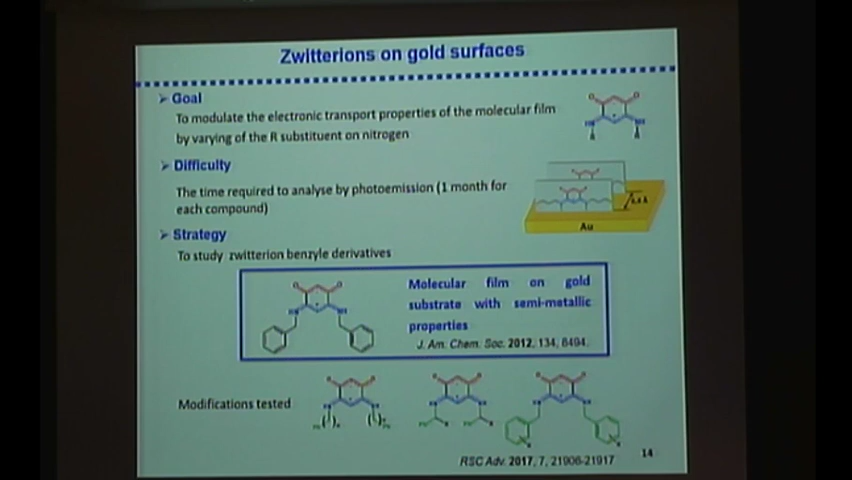 Zwitterions on gold surfaces
Goal
To modulate the electronic transport properties of the molecular film
by varying of the R substituent on nitrogen
Difficulty
The time required to analyse by photoemission (1 month for
each compound)
Au
Strategy
To study zwitterion benzyle derivatives
Molecular film on gold
substrate with semi-metallic
properties
J. Am. Chem. Soc. 2012, 134, 8494.
Modifications tested
RSC Adv. 2017, 7, 21906-21917
14